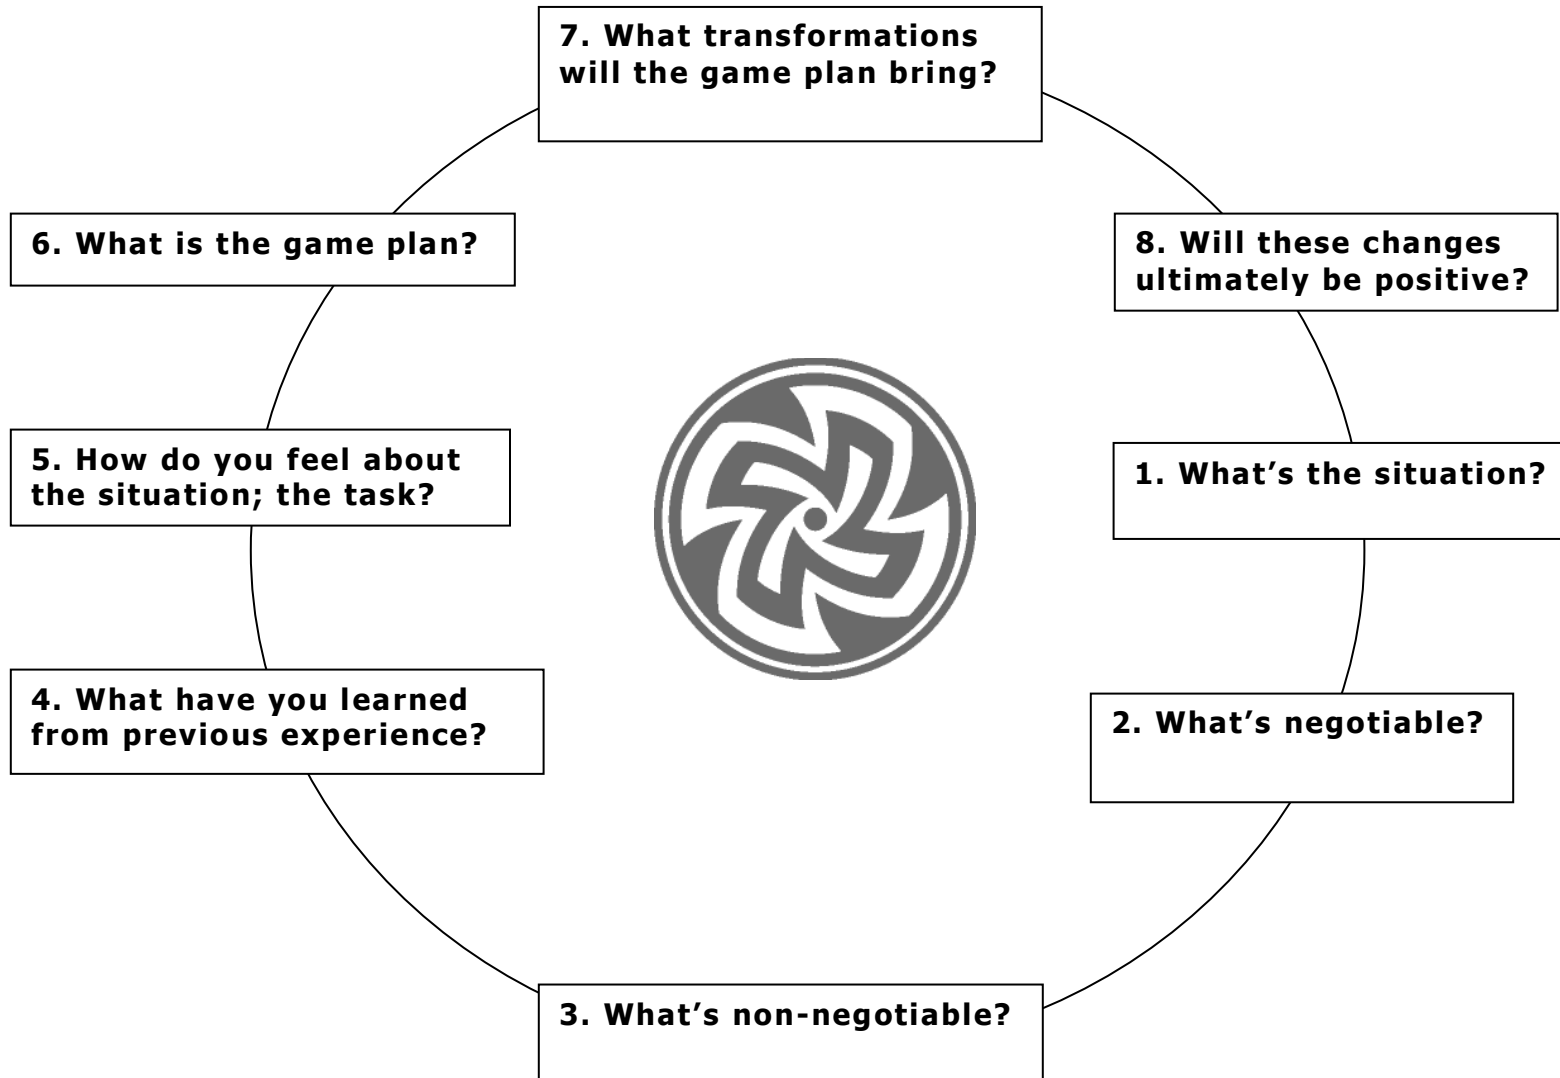 7. What transformations
will the game plan bring?
6. What is the game plan?
8. Will these changes
ultimately be positive?
5. How do you feel about
the situation; the task?
1. What’s the situation?
4. What have you learned
from previous experience?
2. What’s negotiable?
3. What’s non-negotiable?